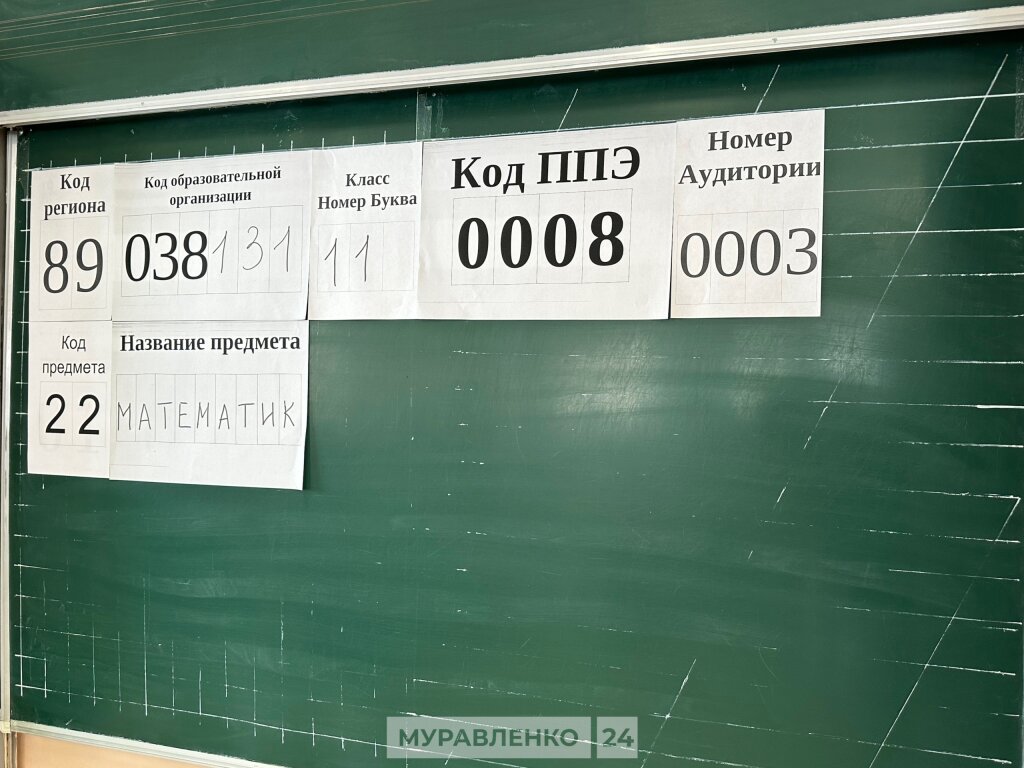 Код
региона
89
Код образовательной
организации
038131
Класс
Номер Буква
11
Код ППЭ
0008
Номер
Аудитории
0003
Код
предмета
22
Название предмета
МАТЕМАТИК
МУРАВЛЕНКО 24